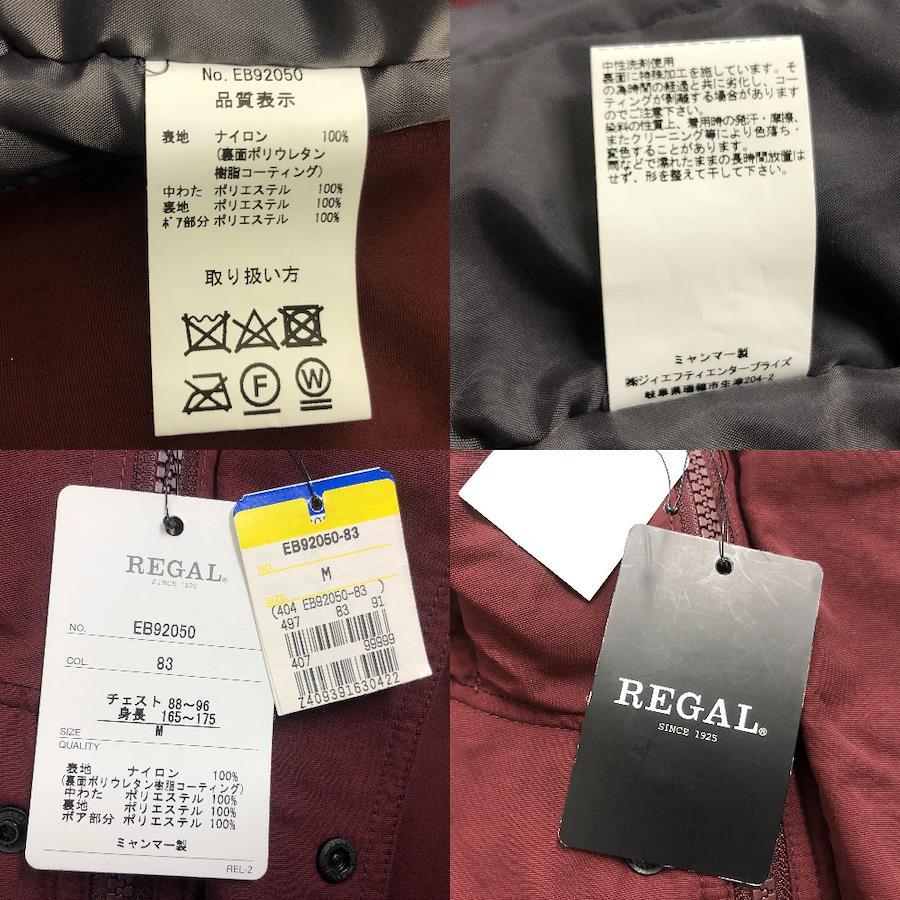 No. EB92050
品質表示
表地 ナイロン 100%
(裏面ポリウレタン
樹脂コーティング)
中わた ポリエステル 100%
裏地 ポリエステル 100%
ボア部分 ポリエステル 100%
取り扱い方
F
W
中性洗剤使用
裏面に特殊加工を施しています。そ
の為時間の経過と共に劣化し、コー
ティングが剥離する場合があります
のでご注意下さい。
染料の性質上、着用時の発汗・摩擦、
またクリーニング等により色落ち・
変色することがあります。
雨などで濡れたままの長時間放置は
せず、形を整えて干して下さい。
ミャンマー製
㈱ジィエフティエンタープライズ
岐阜県瑞穂市生津204-2
REGAL®
SINCE 1925
NO. EB92050
COL. 83
チェスト 88~96
身長 165~175
SIZE M
QUALITY
表地 ナイロン 100%
(裏面ポリウレタン樹脂コーティング)
中わた ポリエステル 100%
裏地 ポリエステル 100%
ボア部分 ポリエステル 100%
ミャンマー製
REL-2
EB92050-83
NO.
M
SIZE
(404 EB92050-83 )
497 83 91
407 99999
Z409391630422
REGAL®
SINCE 1925